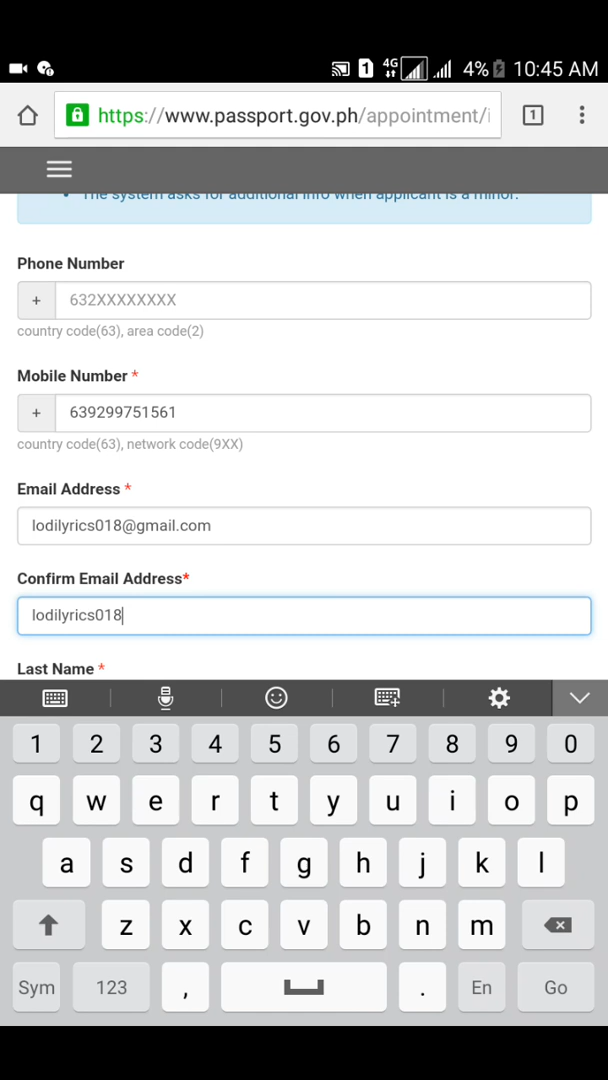 1 4G 4% 10:45 AM
https://www.passport.gov.ph/appointment/i
1
• The system asks for additional info when applicant is a minor.
Phone Number
+ 632XXXXXXXX
country code(63), area code(2)
Mobile Number *
+ 639299751561
country code(63), network code(9XX)
Email Address *
lodilyrics018@gmail.com
Confirm Email Address*
lodilyrics018
Last Name *
1 2 3 4 5 6 7 8 9 0
q w e r t y u i o p
a s d f g h j k l
z x c v b n m
Sym 123 , . En Go